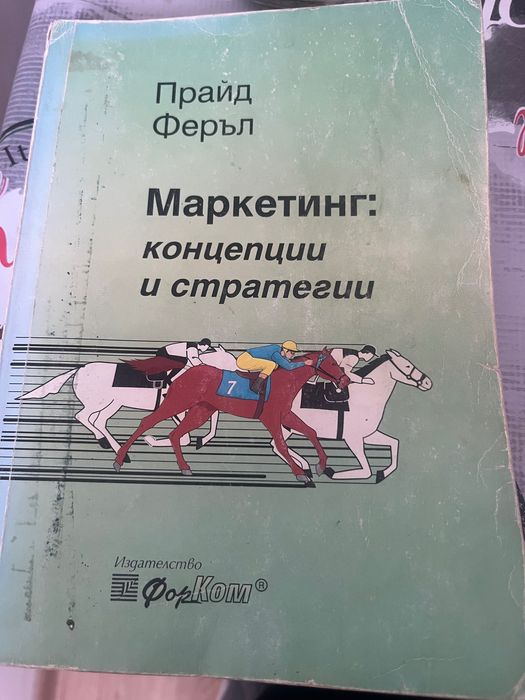 Прайд
Феръл
Маркетинг:
концепции
и стратегии
7
Издателство
ФорКом®